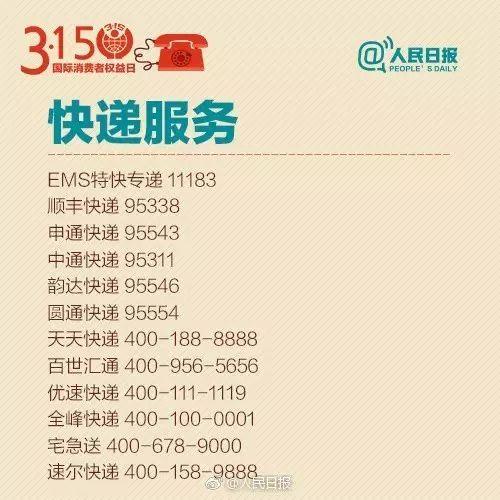 3·15
3·15
国际消费者权益日
@人民日报
PEOPLE'S DAILY
快递服务
EMS特快专递 11183
顺丰快递 95338
申通快递 95543
中通快递 95311
韵达快递 95546
圆通快递 95554
天天快递 400-188-8888
百世汇通 400-956-5656
优速快递 400-111-1119
全峰快递 400-100-0001
宅急送 400-678-9000
速尔快递 400-158-9888
@人民日报